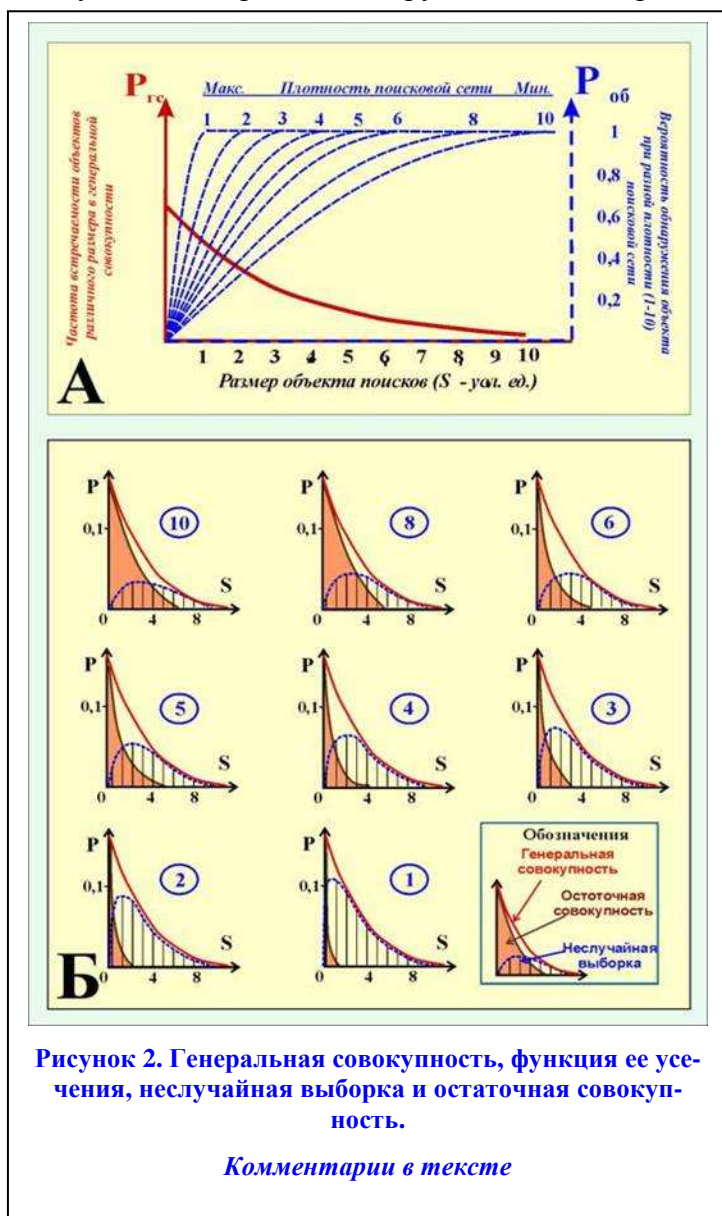 P гс
Макс. Плотность поисковой сети Мин.
P об
1 2 3 4 5 6 8 10
Частота встречаемости объектов
различного размера в генеральной
совокупности
1
0,8
0,6
0,4
0,2
Вероятность обнаружения объекта
при разной плотности (1-10)
поисковой сети
1 2 3 4 5 6 7 8 9 10
Размер объекта поисков (S - усл. ед.)
А
P 0,1 10 S 0 4 8
P 0,1 8 S 0 4 8
P 0,1 6 S 0 4 8
P 0,1 5 S 0 4 8
P 0,1 4 S 0 4 8
P 0,1 3 S 0 4 8
P 0,1 2 S 0 4 8
P 0,1 1 S 0 4 8
Обозначения
Генеральная
совокупность
Остоточная
совокупность
Неслучайная
выборка
Б
Рисунок 2. Генеральная совокупность, функция ее усе-
чения, неслучайная выборка и остаточная совокуп-
ность.
Комментарии в тексте